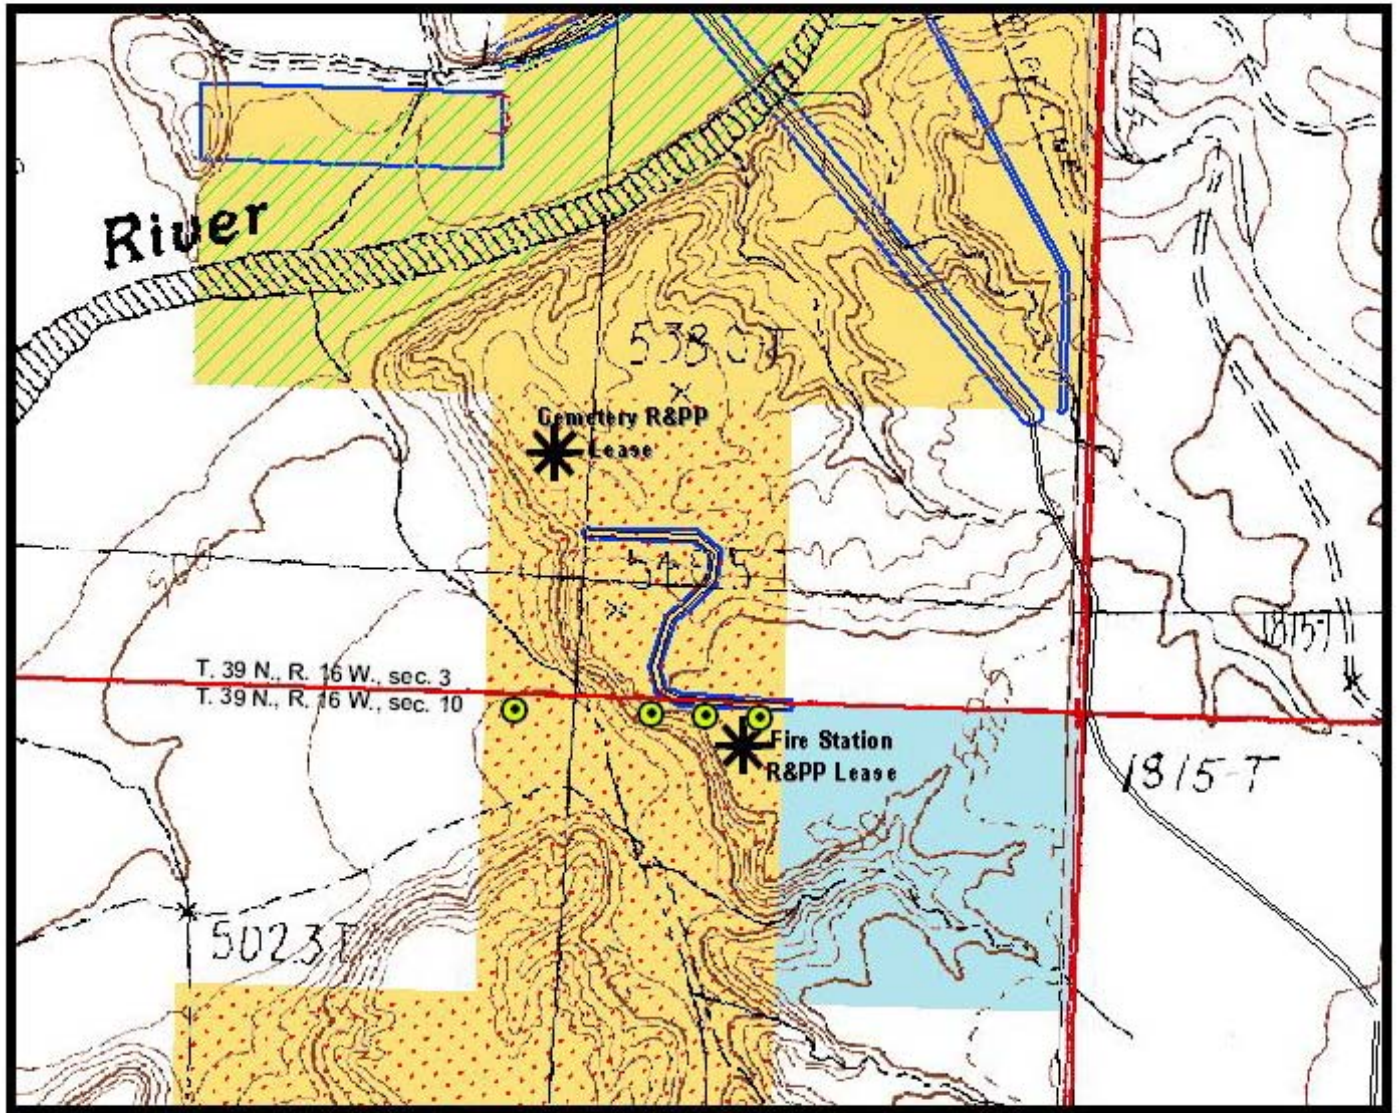 River
5380T
Cemetery R&PP
Lease
T. 39 N., R. 16 W., sec. 3
T. 39 N., R. 16 W., sec. 10
1815T
Fire Station
R&PP Lease
1815-T
5023T